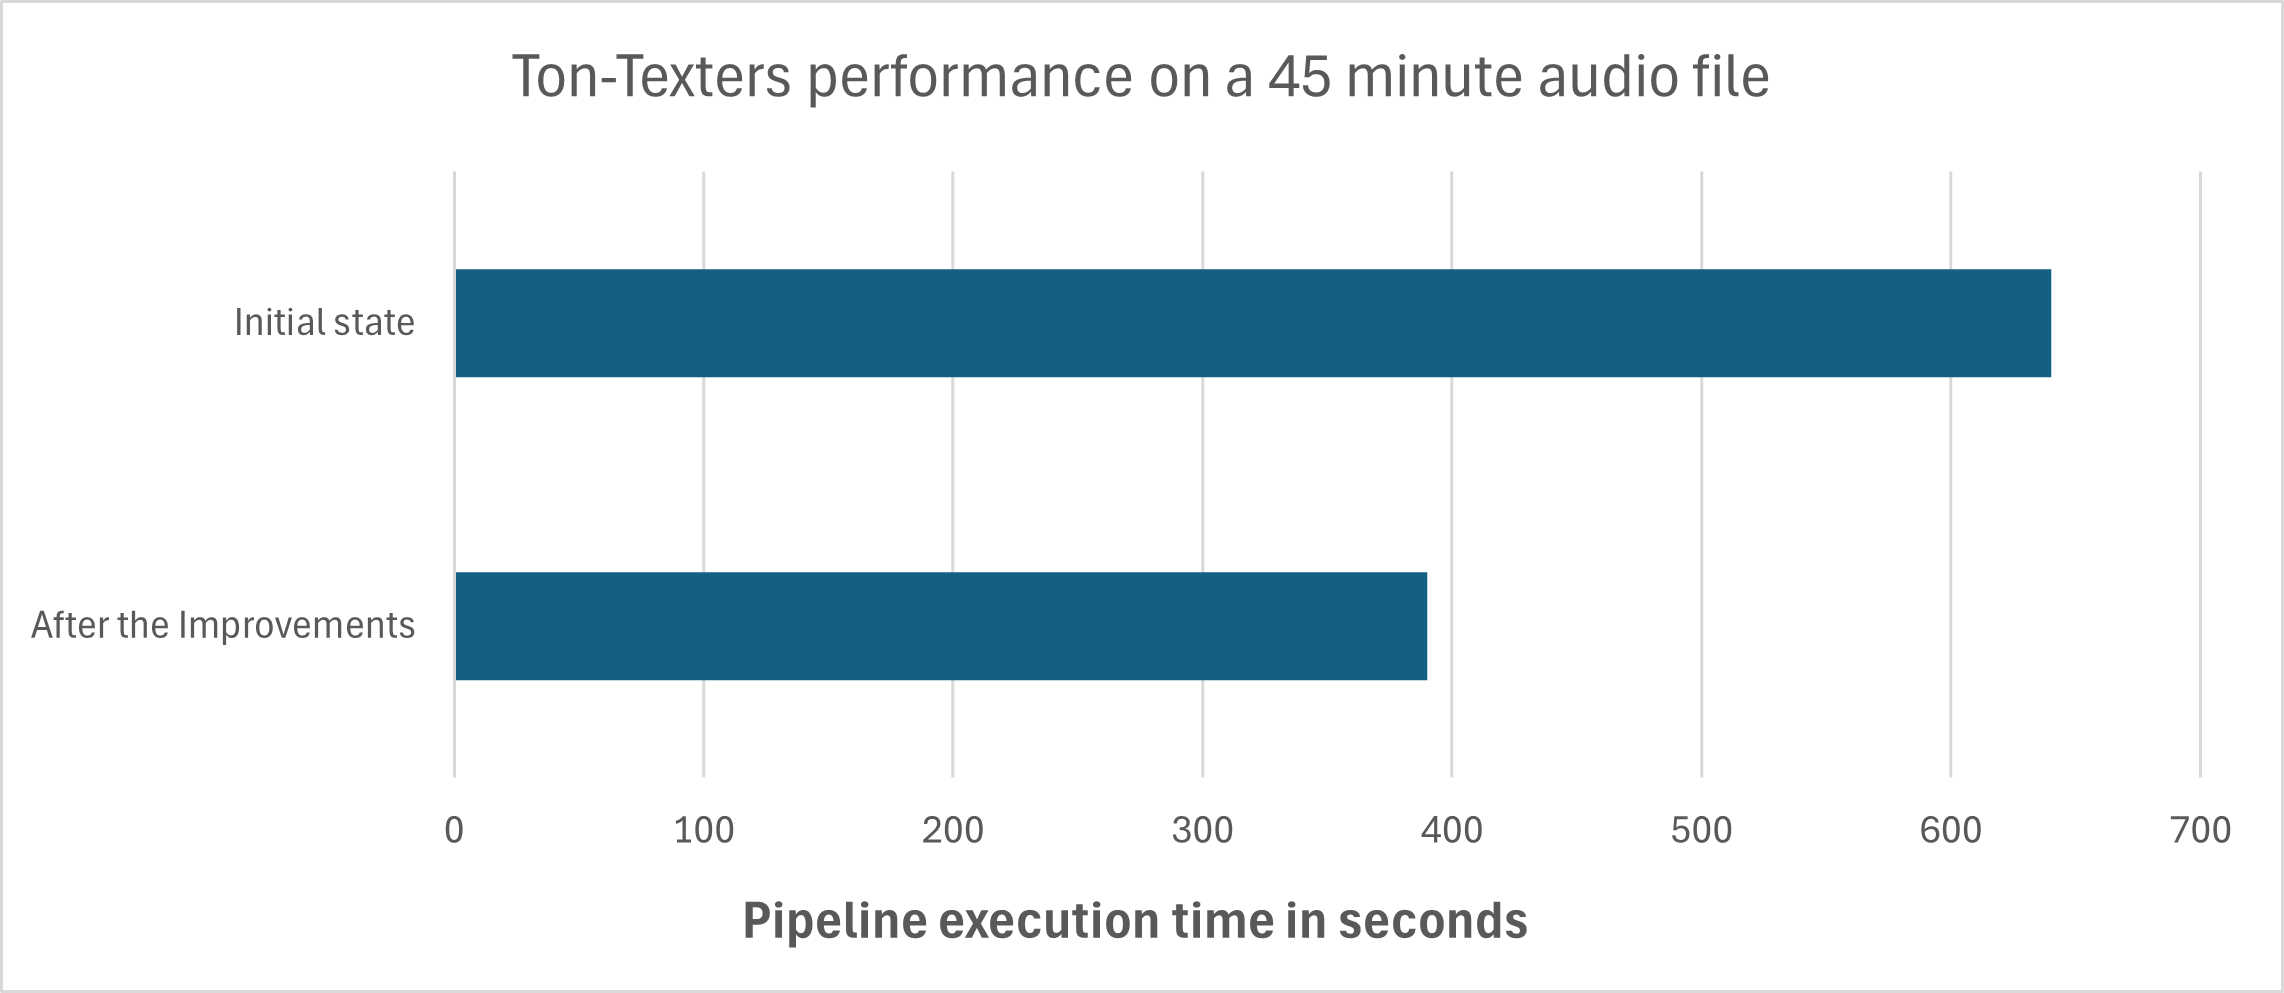 Ton-Texters performance on a 45 minute audio file
Initial state
After the Improvements
0 100 200 300 400 500 600 700
Pipeline execution time in seconds